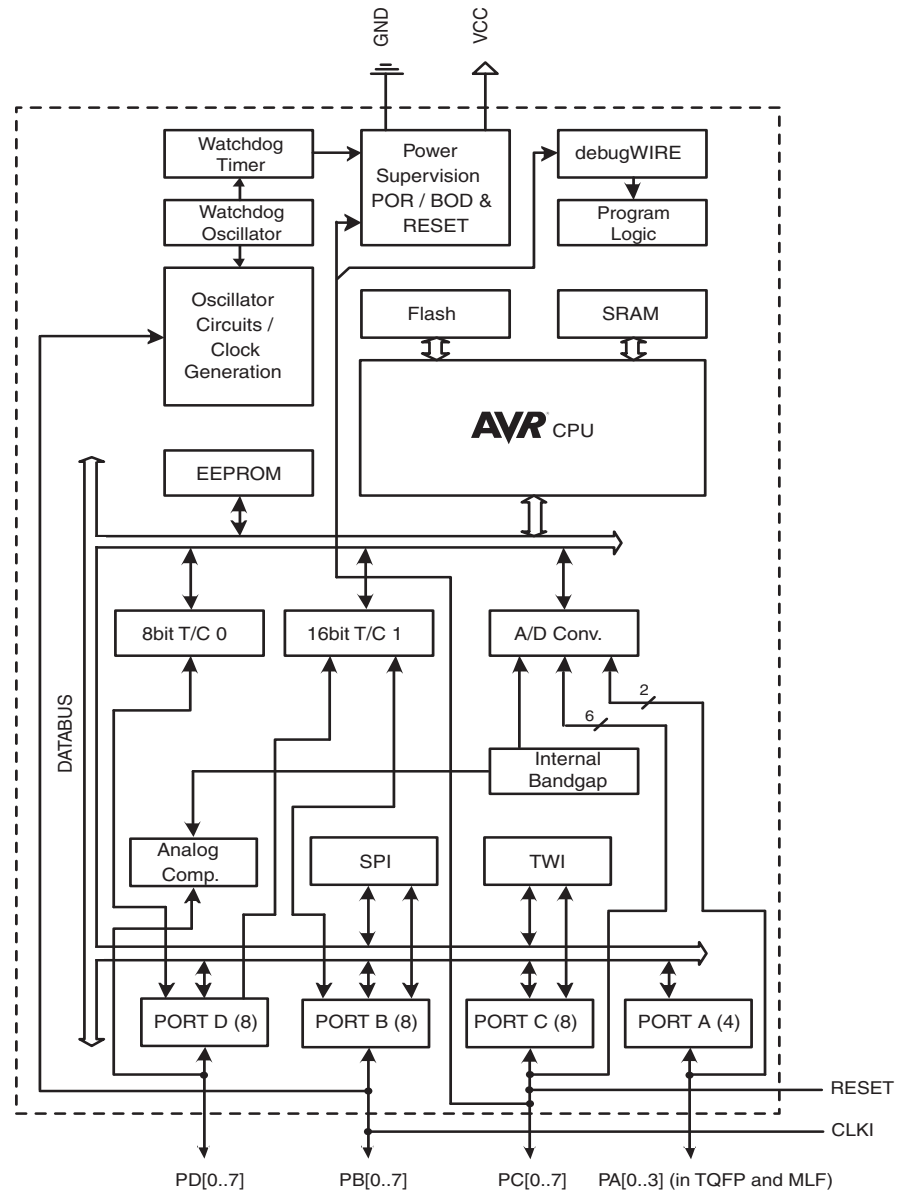 GND
VCC
Watchdog
Timer
Power
Supervision
POR / BOD &
RESET
debugWIRE
Watchdog
Oscillator
Program
Logic
Oscillator
Circuits /
Clock
Generation
Flash
SRAM
AVR CPU
EEPROM
8bit T/C 0
16bit T/C 1
A/D Conv.
DATABUS
2
6
Internal
Bandgap
Analog
Comp.
SPI
TWI
PORT D (8)
PORT B (8)
PORT C (8)
PORT A (4)
RESET
CLKI
PD[0..7]
PB[0..7]
PC[0..7]
PA[0..3] (in TQFP and MLF)